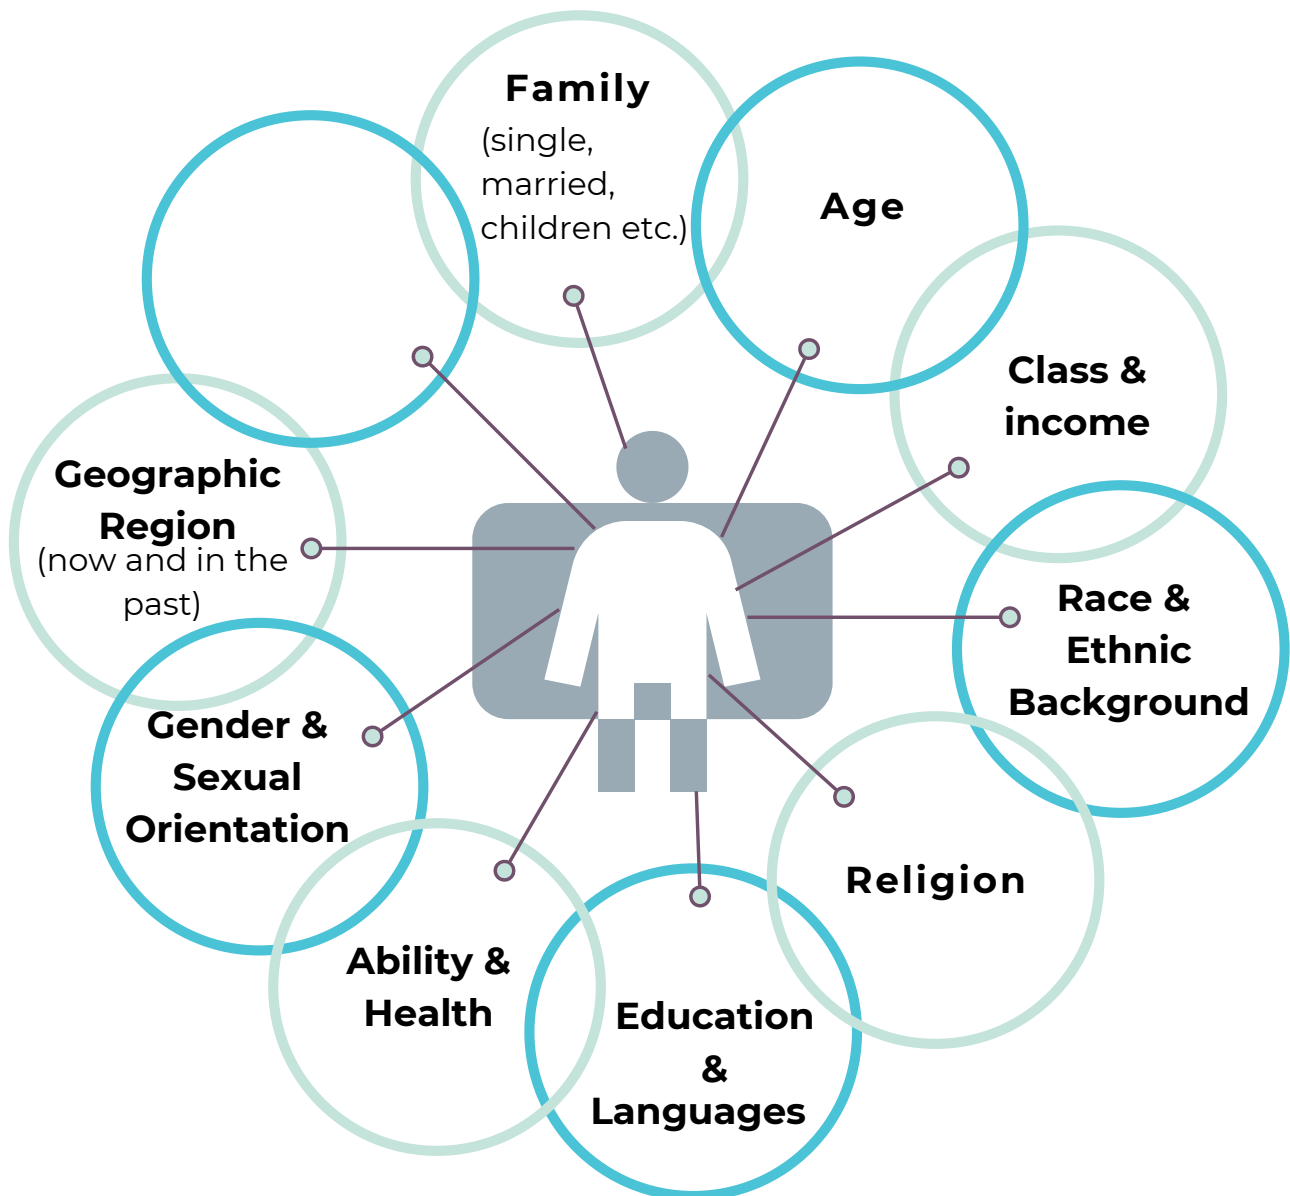 Family
(single,
married,
children etc.)
Age
Class &
income
Race &
Ethnic
Background
Religion
Education
&
Languages
Ability &
Health
Gender &
Sexual
Orientation
Geographic
Region
(now and in the
past)